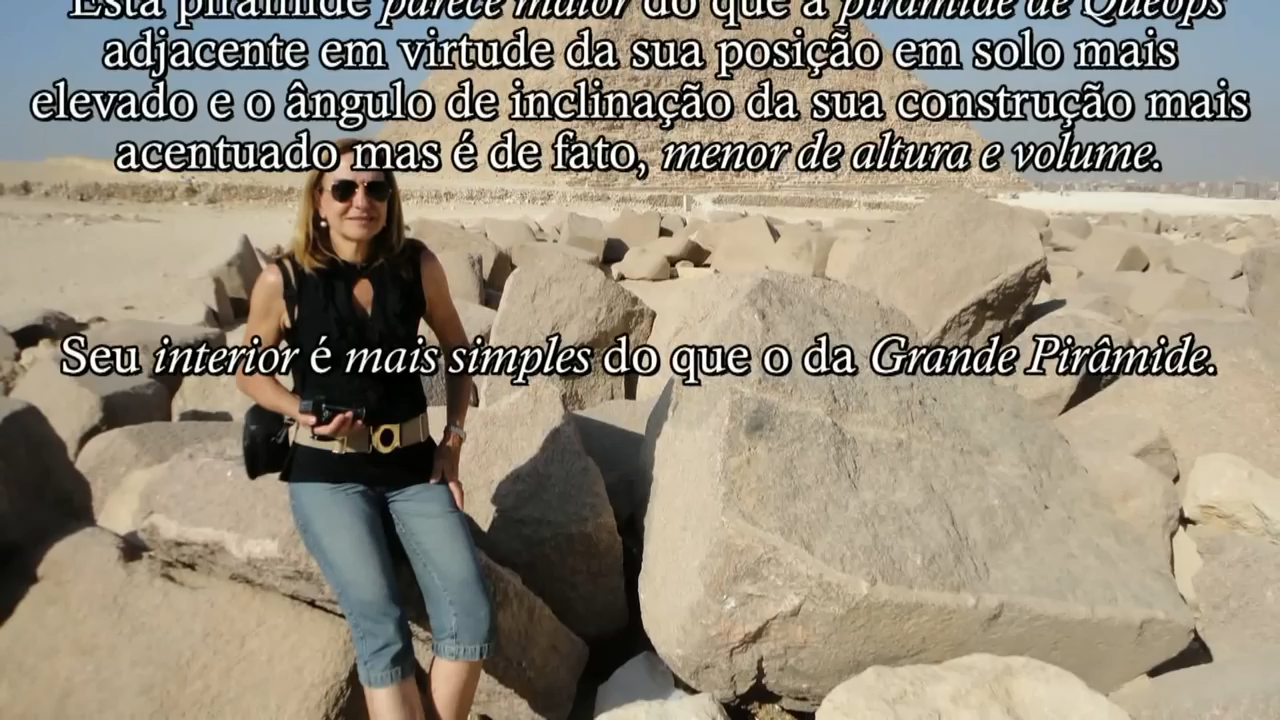 Esta pirâmide parece maior do que a pirâmide de Queops
adjacente em virtude da sua posição em solo mais
elevado e o ângulo de inclinação da sua construção mais
acentuado mas é de fato, menor de altura e volume.
Seu interior é mais simples do que o da Grande Pirâmide.